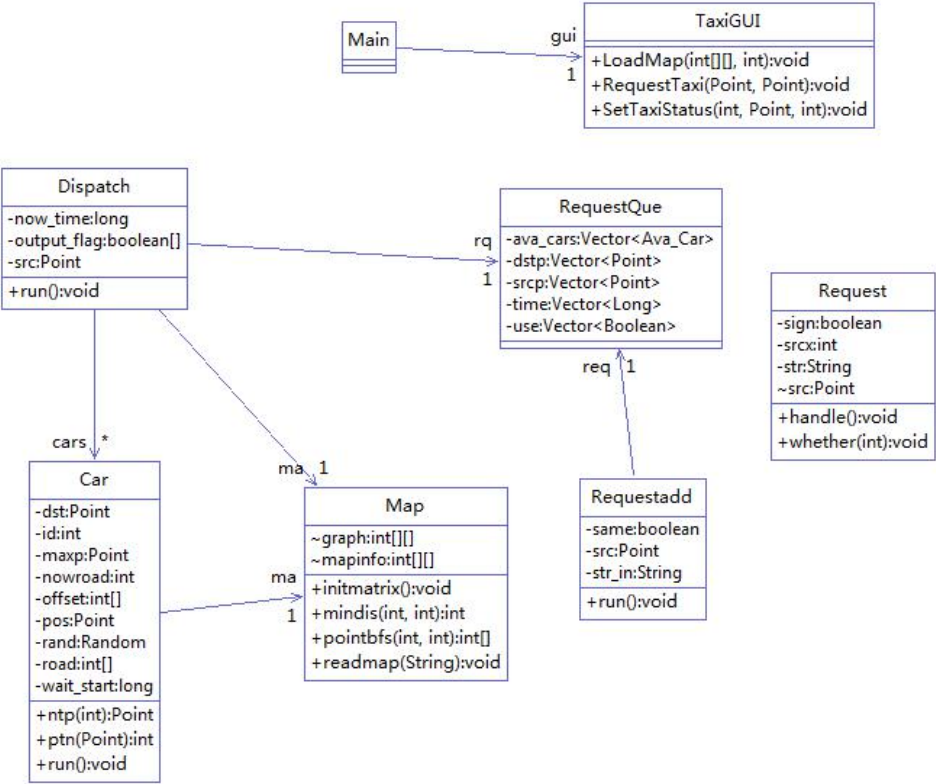 Main
gui
1
TaxiGUI
+LoadMap(int[][], int):void
+RequestTaxi(Point, Point):void
+SetTaxiStatus(int, Point, int):void
Dispatch
-now_time:long
-output_flag:boolean[]
-src:Point
+run():void
rq
1
RequestQue
-ava_cars:Vector<Ava_Car>
-dstp:Vector<Point>
-srcp:Vector<Point>
-time:Vector<Long>
-use:Vector<Boolean>
Request
-sign:boolean
-srcx:int
-str:String
~src:Point
+handle():void
+whether(int):void
req 1
cars *
ma 1
Car
-dst:Point
-id:int
-maxp:Point
-nowroad:int
-offset:int[]
-pos:Point
-rand:Random
-road:int[]
-wait_start:long
+ntp(int):Point
+ptn(Point):int
+run():void
ma
1
Map
~graph:int[][]
~mapinfo:int[][]
+initmatrix():void
+mindis(int, int):int
+pointbfs(int, int):int[]
+readmap(String):void
Requestadd
-same:boolean
-src:Point
-str_in:String
+run():void